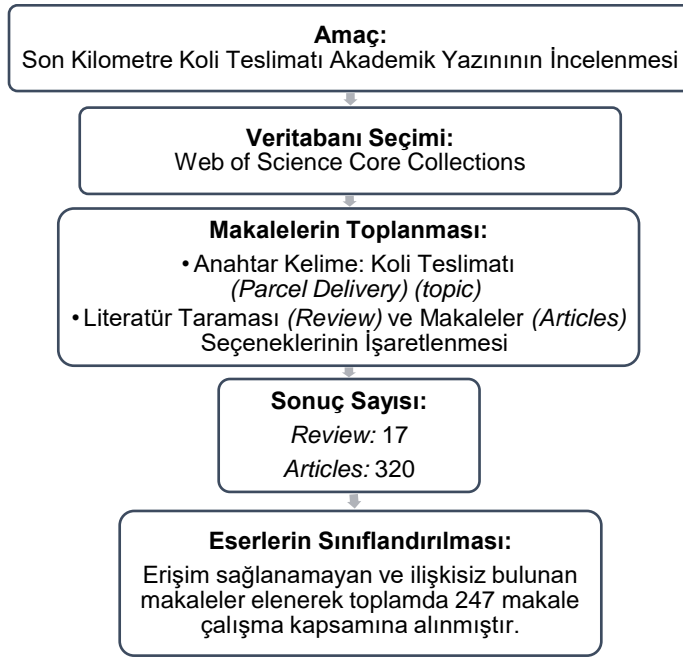 Amaç:
Son Kilometre Koli Teslimatı Akademik Yazınının İncelenmesi
Veritabanı Seçimi:
Web of Science Core Collections
Makalelerin Toplanması:
• Anahtar Kelime: Koli Teslimatı
(Parcel Delivery) (topic)
• Literatür Taraması (Review) ve Makaleler (Articles)
Seçeneklerinin İşaretlenmesi
Sonuç Sayısı:
Review: 17
Articles: 320
Eserlerin Sınıflandırılması:
Erişim sağlanamayan ve ilişkisiz bulunan
makaleler elenerek toplamda 247 makale
çalışma kapsamına alınmıştır.